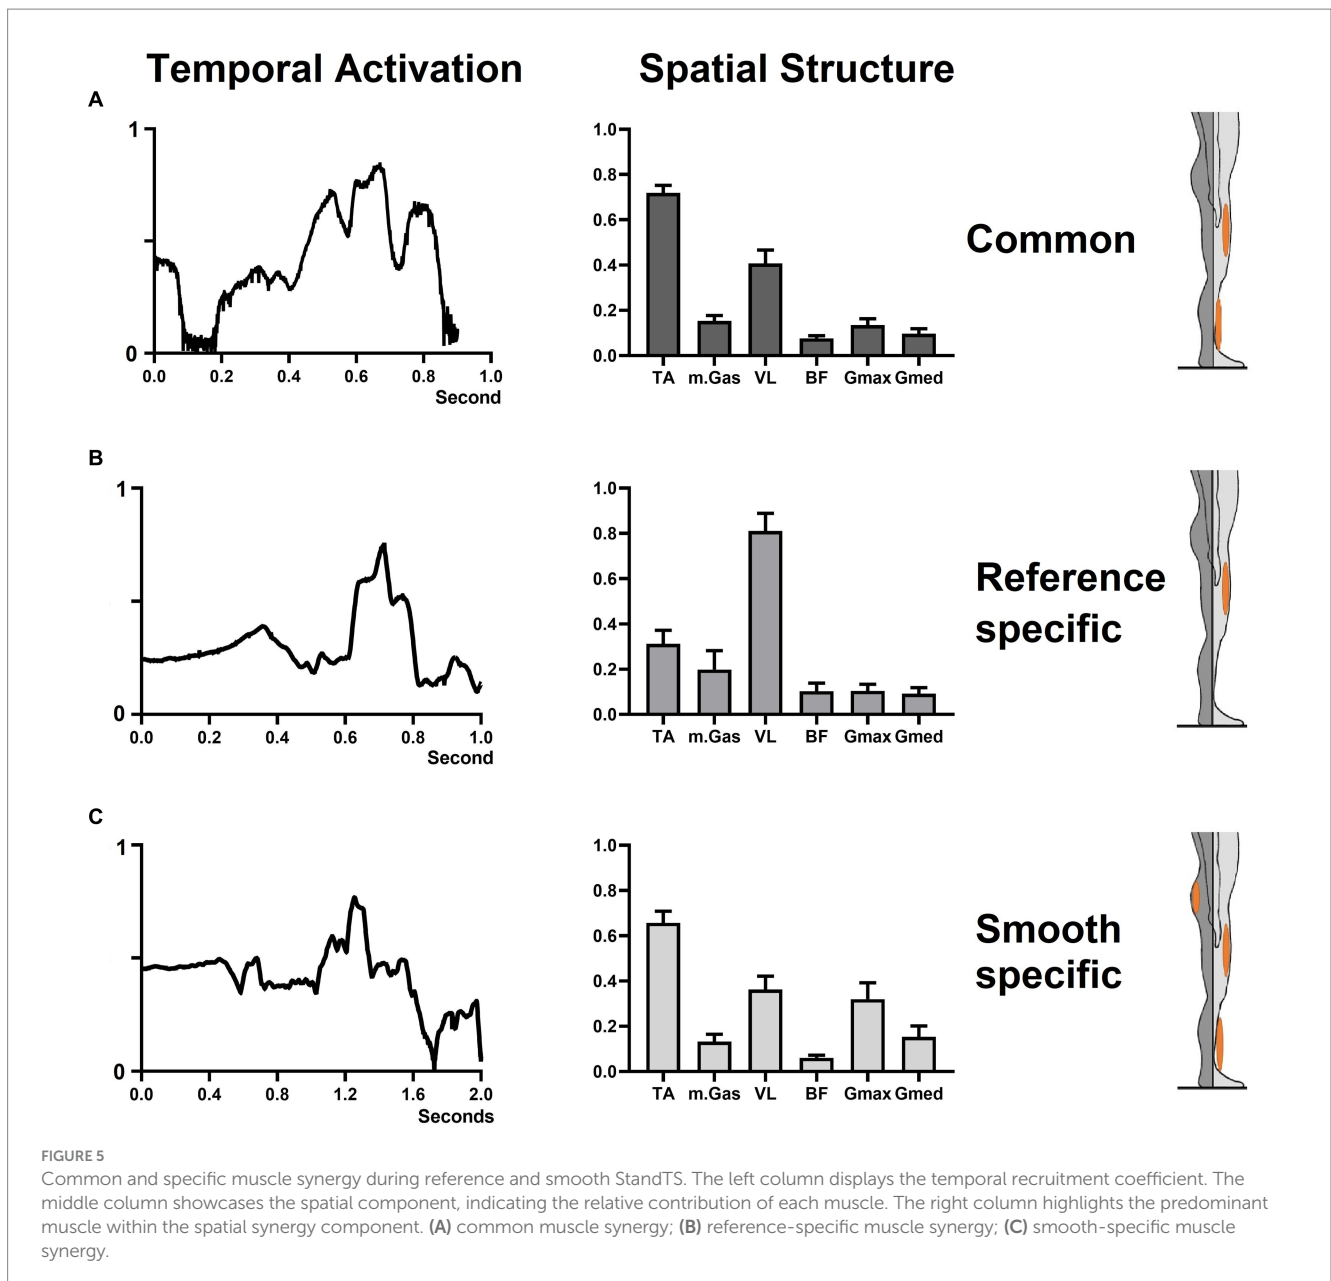 Temporal Activation
Spatial Structure
A
1
0
0.0 0.2 0.4 0.6 0.8 1.0
Second
1.0
0.8
0.6
0.4
0.2
0.0
TA m.Gas VL BF Gmax Gmed
Common
B
1
0
0.0 0.2 0.4 0.6 0.8 1.0
Second
1.0
0.8
0.6
0.4
0.2
0.0
TA m.Gas VL BF Gmax Gmed
Reference
specific
C
1
0
0.0 0.4 0.8 1.2 1.6 2.0
Seconds
1.0
0.8
0.6
0.4
0.2
0.0
TA m.Gas VL BF Gmax Gmed
Smooth
specific
FIGURE 5
Common and specific muscle synergy during reference and smooth StandTS. The left column displays the temporal recruitment coefficient. The
middle column showcases the spatial component, indicating the relative contribution of each muscle. The right column highlights the predominant
muscle within the spatial synergy component. (A) common muscle synergy; (B) reference-specific muscle synergy; (C) smooth-specific muscle
synergy.